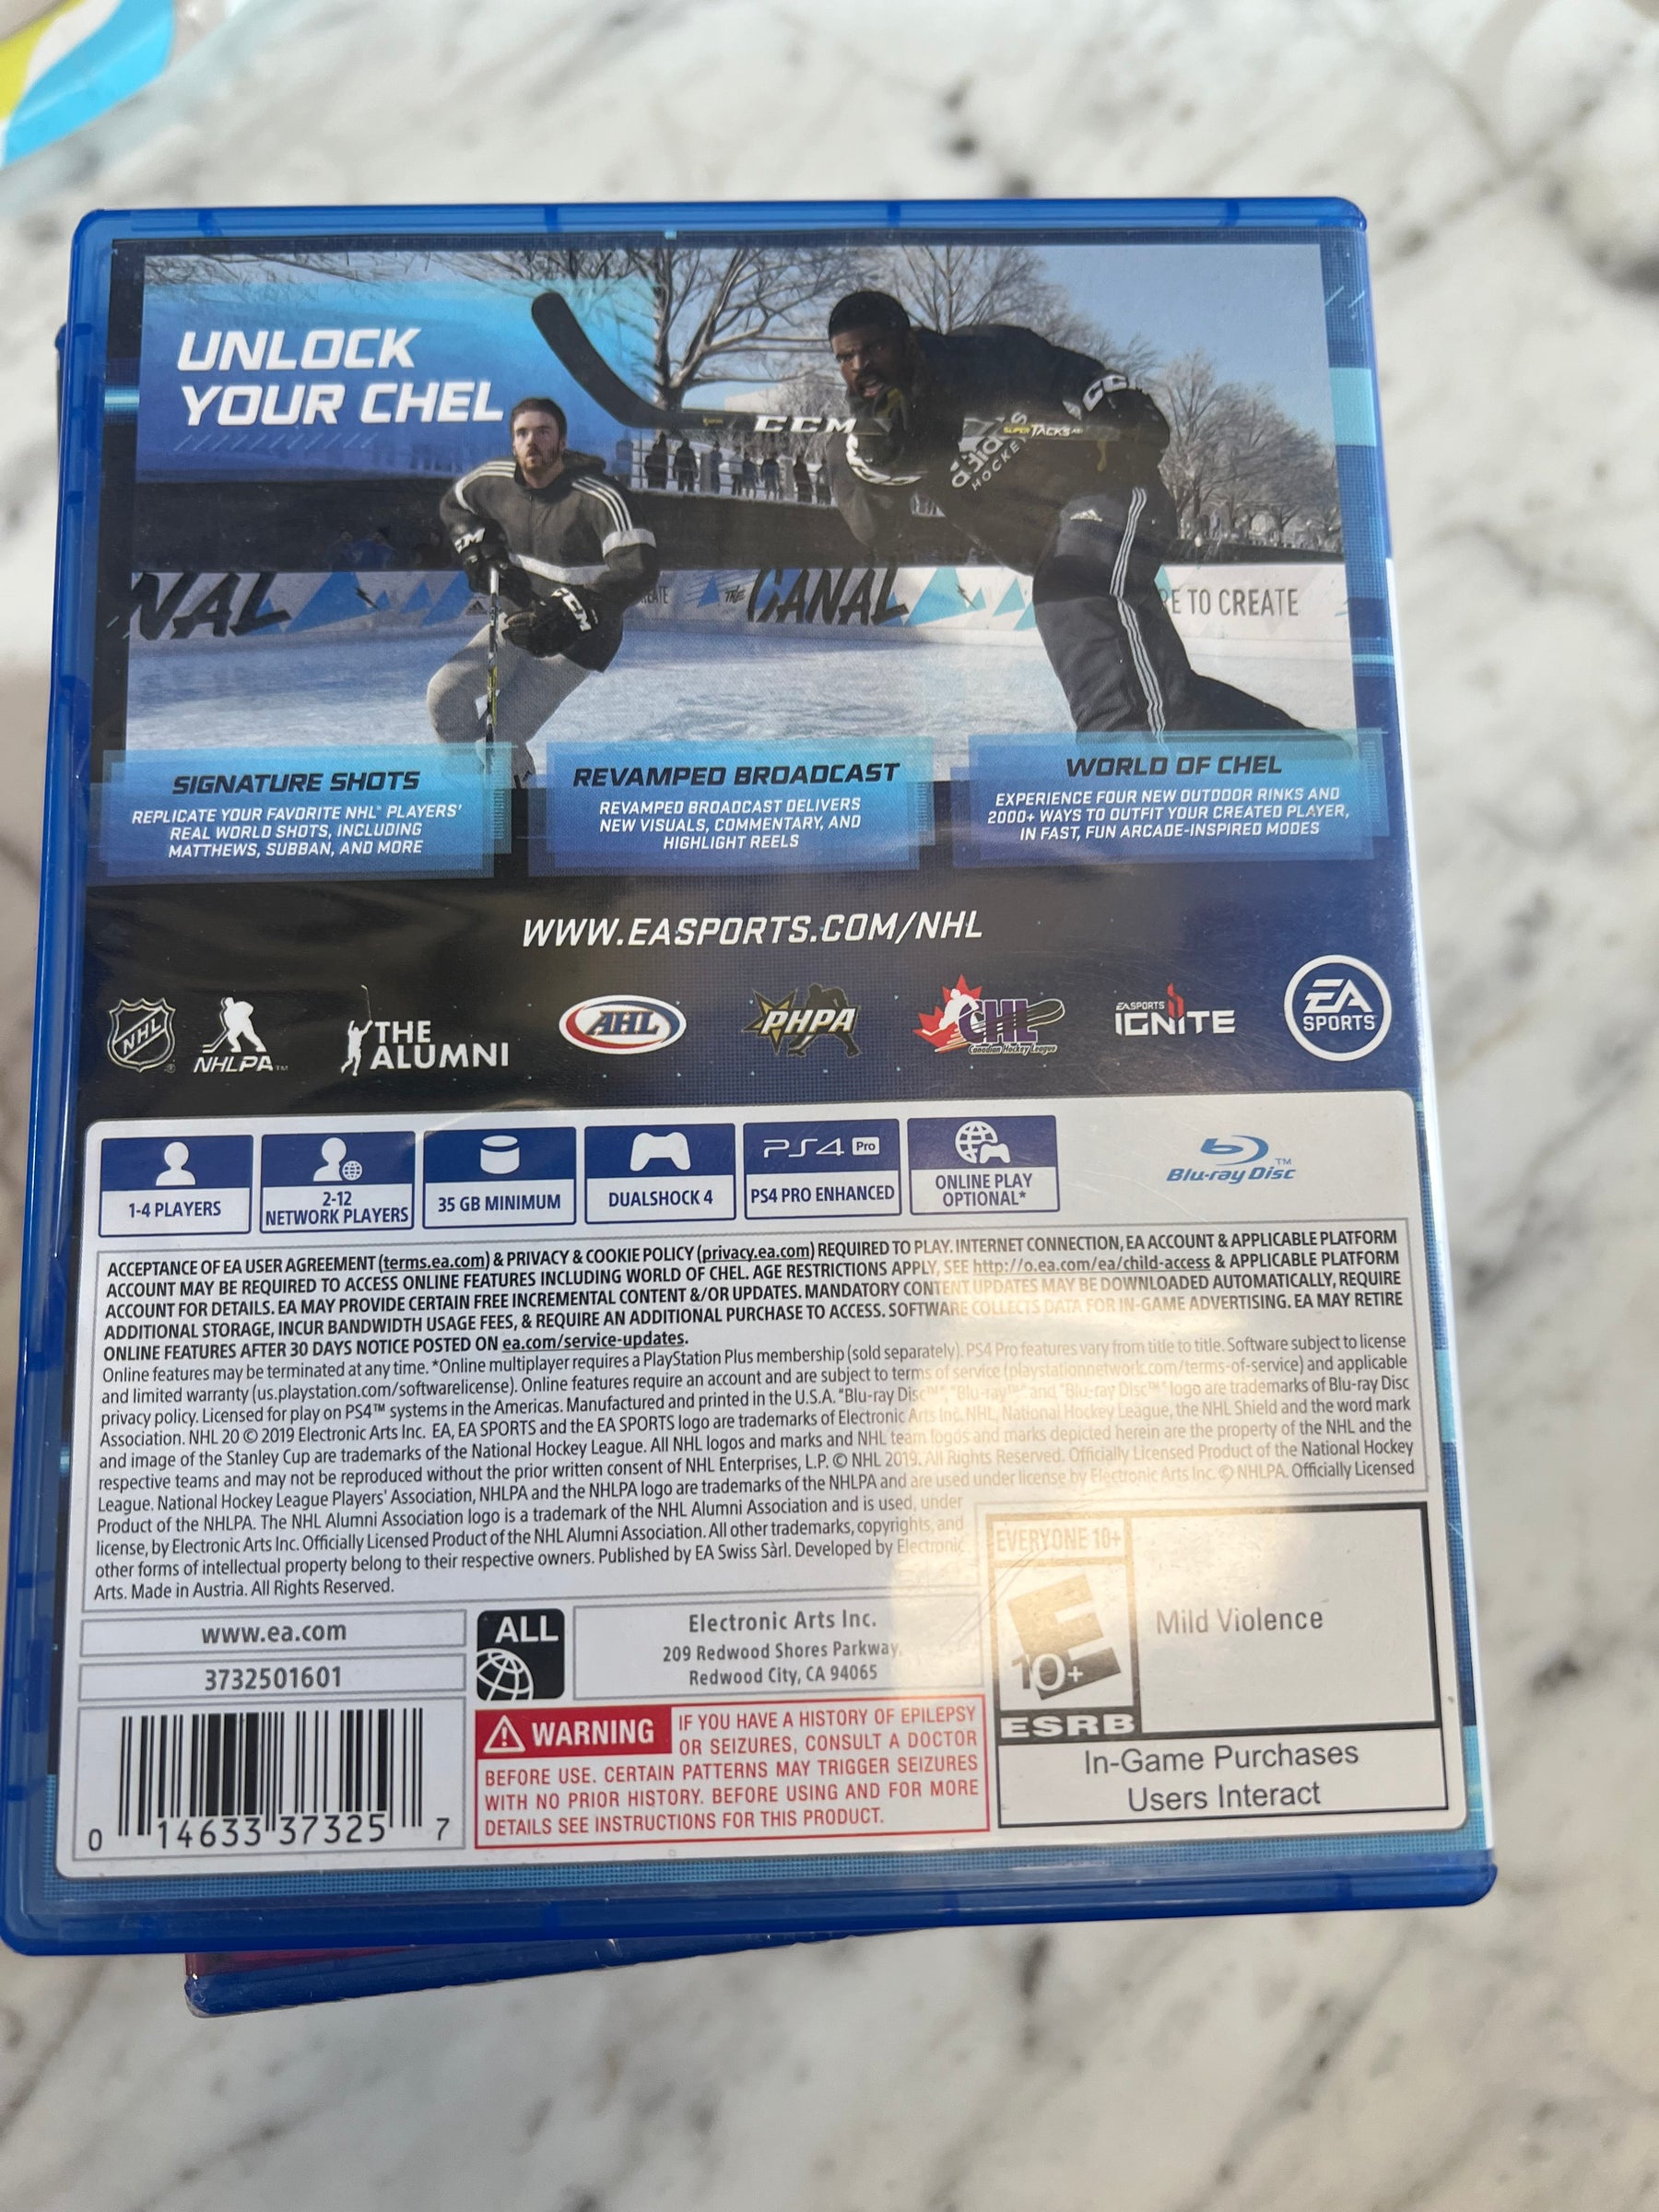 UNLOCK
YOUR CHEL
CCM
SUPER TACKS
adidas
HOCKEY
CCM
CCM
CCM
NAL
THE CANAL
RE TO CREATE
SIGNATURE SHOTS
REPLICATE YOUR FAVORITE NHL® PLAYERS'
REAL WORLD SHOTS, INCLUDING
MATTHEWS, SUBBAN, AND MORE
REVAMPED BROADCAST
REVAMPED BROADCAST DELIVERS
NEW VISUALS, COMMENTARY, AND
HIGHLIGHT REELS
WORLD OF CHEL
EXPERIENCE FOUR NEW OUTDOOR RINKS AND
2000+ WAYS TO OUTFIT YOUR CREATED PLAYER,
IN FAST, FUN ARCADE-INSPIRED MODES
WWW.EASPORTS.COM/NHL
NHL ®
NHLPA™
THE
ALUMNI
AHL
PHPA
CHL
Canadian Hockey League
EA SPORTS
IGNITE
EA
SPORTS™
1-4 PLAYERS
2-12
NETWORK PLAYERS
35 GB MINIMUM
DUALSHOCK 4
PS4 Pro
PS4 PRO ENHANCED
ONLINE PLAY
OPTIONAL*
Blu-ray Disc™
ACCEPTANCE OF EA USER AGREEMENT (terms.ea.com) & PRIVACY & COOKIE POLICY (privacy.ea.com) REQUIRED TO PLAY. INTERNET CONNECTION, EA ACCOUNT & APPLICABLE PLATFORM
ACCOUNT MAY BE REQUIRED TO ACCESS ONLINE FEATURES INCLUDING WORLD OF CHEL. AGE RESTRICTIONS APPLY, SEE http://o.ea.com/ea/child-access & APPLICABLE PLATFORM
ACCOUNT FOR DETAILS. EA MAY PROVIDE CERTAIN FREE INCREMENTAL CONTENT &/OR UPDATES. MANDATORY CONTENT UPDATES MAY BE DOWNLOADED AUTOMATICALLY, REQUIRE
ADDITIONAL STORAGE, INCUR BANDWIDTH USAGE FEES, & REQUIRE AN ADDITIONAL PURCHASE TO ACCESS. SOFTWARE COLLECTS DATA FOR IN-GAME ADVERTISING. EA MAY RETIRE
ONLINE FEATURES AFTER 30 DAYS NOTICE POSTED ON ea.com/service-updates.
Online features may be terminated at any time. *Online multiplayer requires a PlayStation Plus membership (sold separately). PS4 Pro features vary from title to title. Software subject to license
and limited warranty (us.playstation.com/softwarelicense). Online features require an account and are subject to terms of service (playstationnetwork.com/terms-of-service) and applicable
privacy policy. Licensed for play on PS4™ systems in the Americas. Manufactured and printed in the U.S.A. "Blu-ray Disc™", "Blu-ray™" and "Blu-ray Disc™" logo are trademarks of Blu-ray Disc
Association. NHL 20 © 2019 Electronic Arts Inc. EA, EA SPORTS and the EA SPORTS logo are trademarks of Electronic Arts Inc. NHL, National Hockey League, the NHL Shield and the word mark
and image of the Stanley Cup are trademarks of the National Hockey League. All NHL logos and marks and NHL team logos and marks depicted herein are the property of the NHL and the
respective teams and may not be reproduced without the prior written consent of NHL Enterprises, L.P. © NHL 2019. All Rights Reserved. Officially Licensed Product of the National Hockey
League. National Hockey League Players' Association, NHLPA and the NHLPA logo are trademarks of the NHLPA and are used under license by Electronic Arts Inc. © NHLPA. Officially Licensed
Product of the NHLPA. The NHL Alumni Association logo is a trademark of the NHL Alumni Association and is used, under
license, by Electronic Arts Inc. Officially Licensed Product of the NHL Alumni Association. All other trademarks, copyrights, and
other forms of intellectual property belong to their respective owners. Published by EA Swiss Sàrl. Developed by Electronic
Arts. Made in Austria. All Rights Reserved.
www.ea.com
3732501601
ALL
Electronic Arts Inc.
209 Redwood Shores Parkway,
Redwood City, CA 94065
EVERYONE 10+
E
10+
ESRB
Mild Violence
In-Game Purchases
Users Interact
0 14633 37325 7
WARNING IF YOU HAVE A HISTORY OF EPILEPSY
OR SEIZURES, CONSULT A DOCTOR
BEFORE USE. CERTAIN PATTERNS MAY TRIGGER SEIZURES
WITH NO PRIOR HISTORY. BEFORE USING AND FOR MORE
DETAILS SEE INSTRUCTIONS FOR THIS PRODUCT.